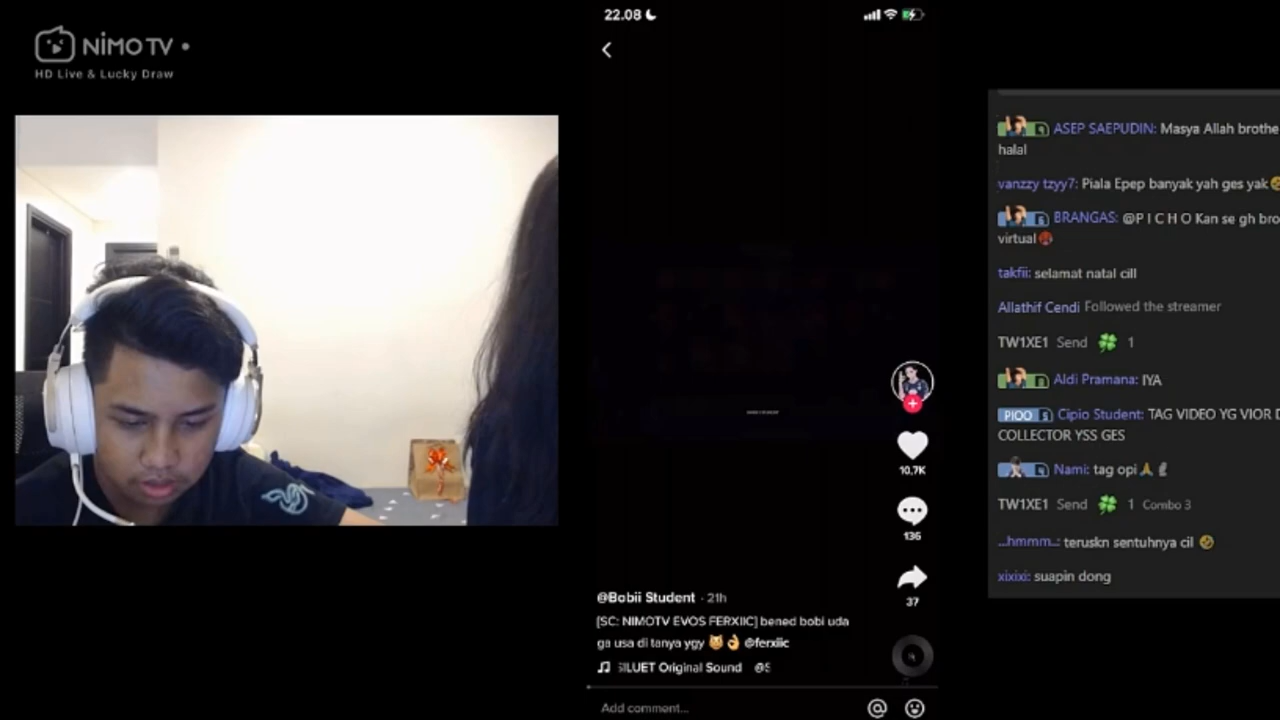 NIMO TV
HD Live & Lucky Draw
22.08
@Bobii Student · 21h
[SC: NIMOTV EVOS FERXIIC] bened bobi uda
ga usa di tanya ygy 😼👌 @ferxiic
LUET Original Sound @S
Add comment...
10,7K
136
37
ASEP SAEPUDIN: Masya Allah brothe
halal
vanzzy tzyy7: Piala Epep banyak yah ges yak
BRANGAS: @P I C H O Kan se gh bro
virtual
takfii: selamat natal cill
Allathif Cendi Followed the streamer
TW1XE1 Send 🍀 1
Aldi Pramana: IYA
PIOO 5 Cipio Student: TAG VIDEO YG VIOR D
COLLECTOR YSS GES
Nami: tag opi🙏
TW1XE1 Send 🍀 1 Combo 3
...hmmm..: teruskn sentuhnya cil 🤣
xixixi: suapin dong